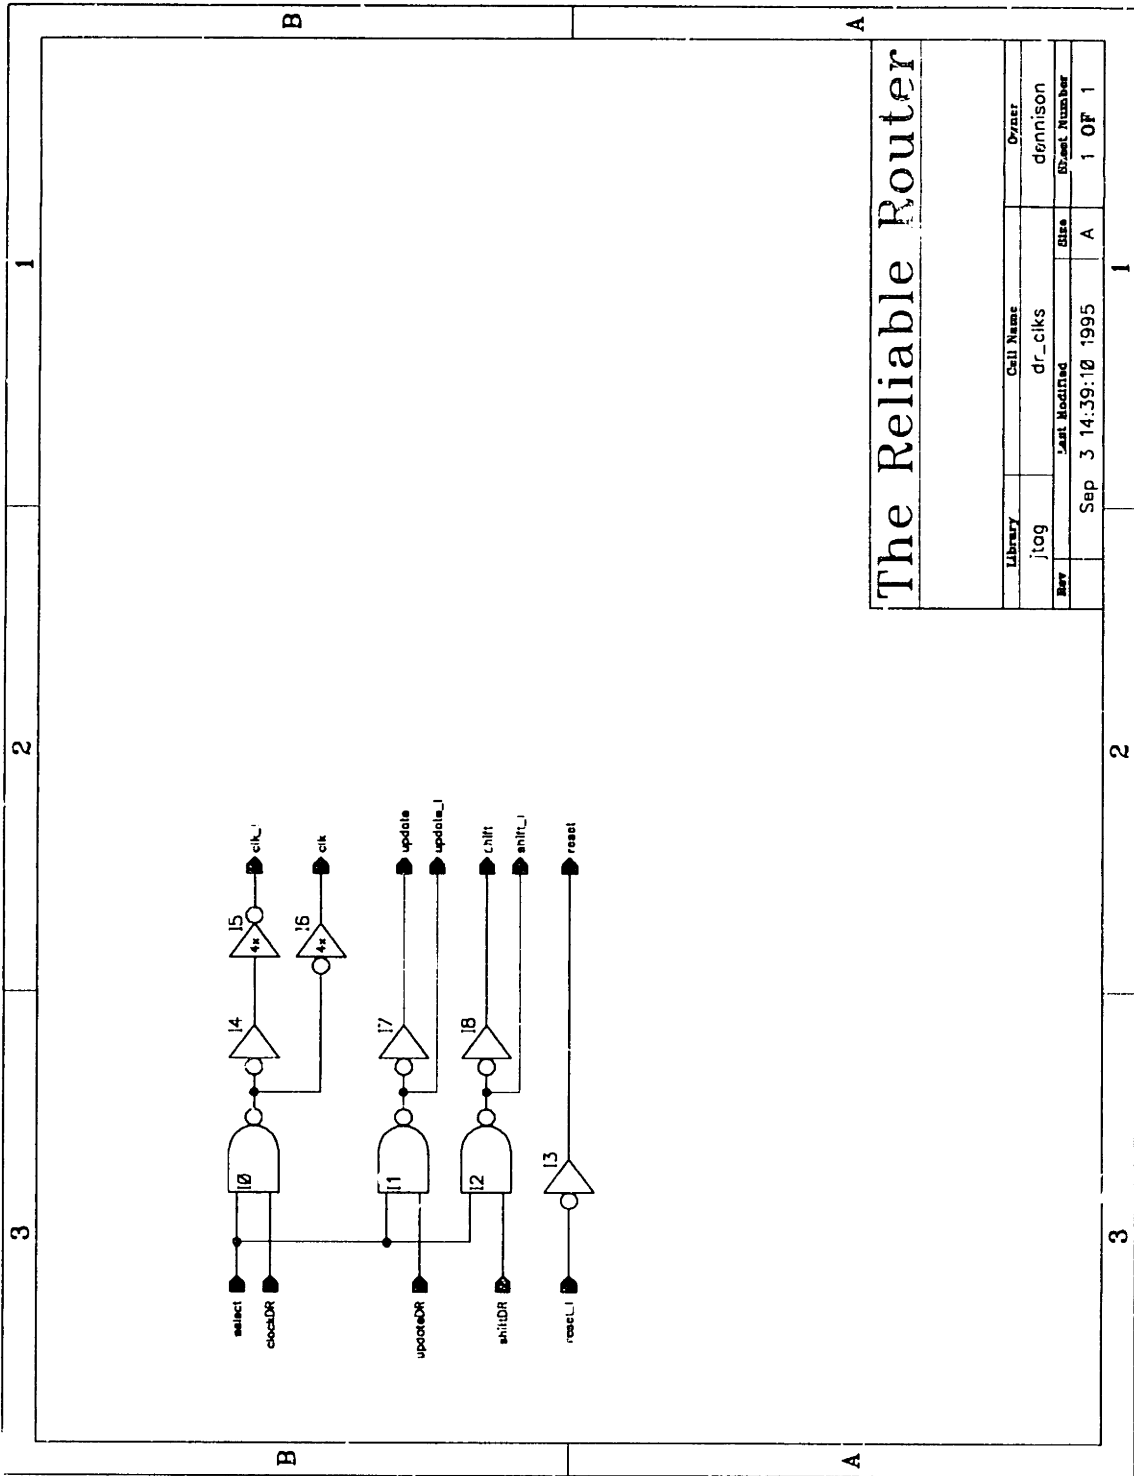 3 2 1
B B
select
clockDR
I0
I4
I5
4x
clk_l
I6
4x
clk
updateDR
I1
I7
update
update_l
shiftDR
I2
I8
shift
shift_l
reset_l
I3
reset
A A
The Reliable Router
Library Cell Name Owner
jtag dr_clks dennison
Rev Last Modified Size Sheet Number
Sep 3 14:39:10 1995 A 1 OF 1
3 2 1